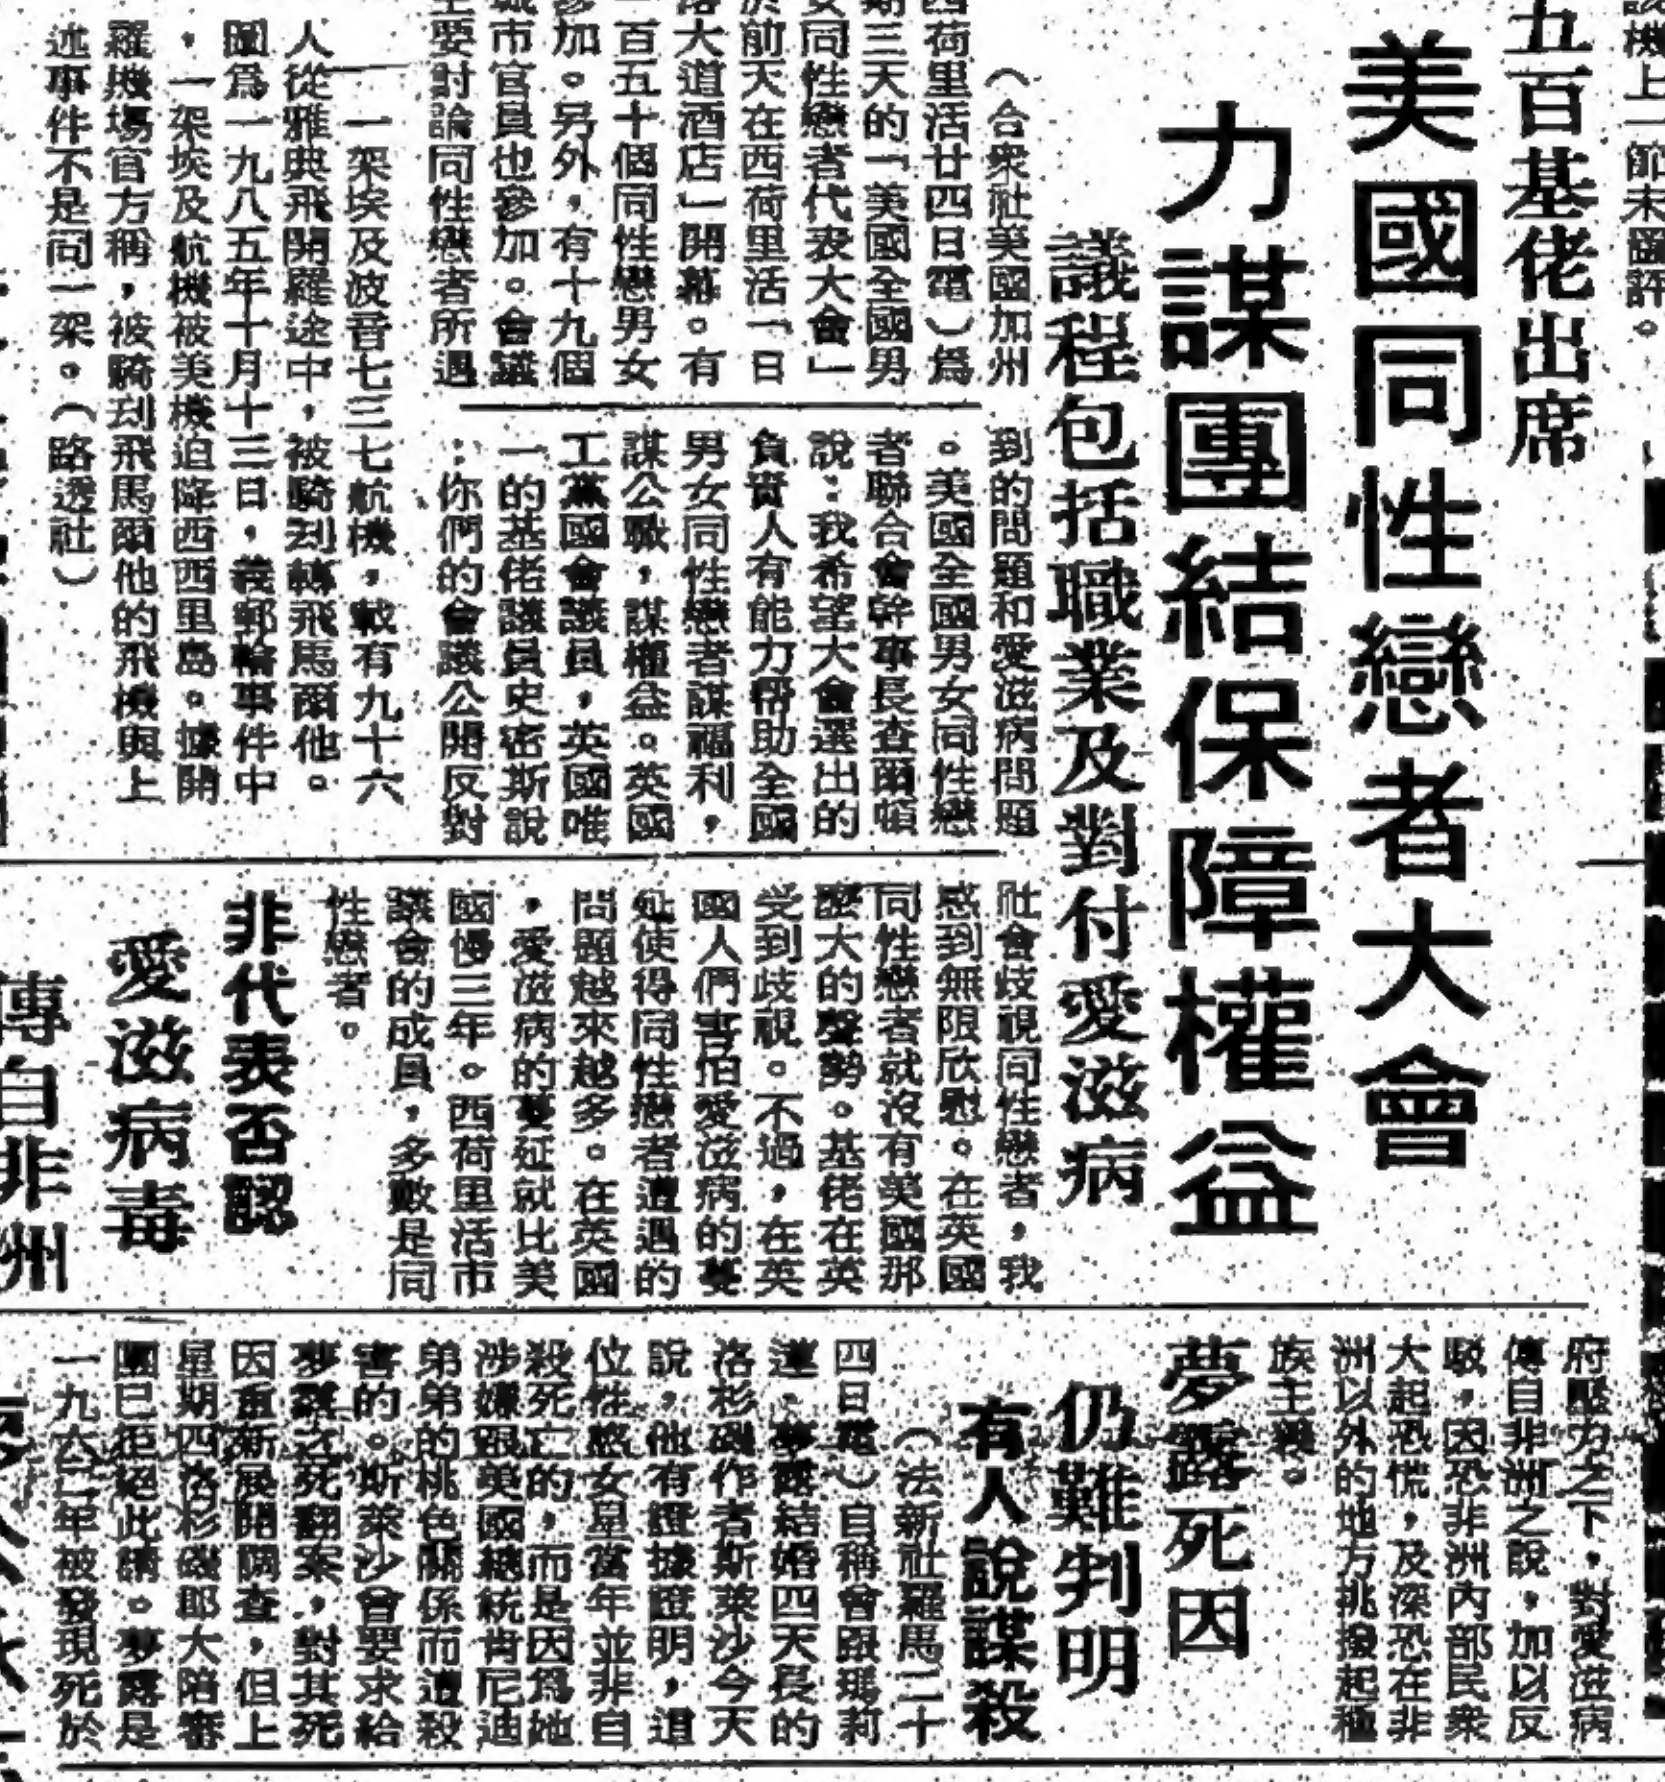 五百基佬出席
美國同性戀者大會
力謀團結保障權益
議程包括職業及對付愛滋病
（合衆社美國加州
西荷里活廿四日電）爲
期三天的「美國全國男
女同性戀者代表大會」
於前天在西荷里活「日
落大道酒店」開幕。有
一百五十個同性戀男女
參加。另外，有十九個
城市官員也參加。會議
主要討論同性戀者所遇
到的問題和愛滋病問題
。美國全國男女同性戀
者聯合會幹事長查爾頓
說：我希望大會選出的
負責人有能力帮助全國
男女同性戀者謀福利，
謀公職，謀權益。英國
工黨國會議員，英國唯
一的基佬議員史密斯說
：你們的會議公開反對
社會歧視同性戀者，我
感到無限欣慰。在英國
同性戀者就沒有美國那
麼大的聲勢。基佬在英
受到歧視。不過，在英
國人們害怕愛滋病的蔓
延使得同性戀者遭遇的
問題越來越多。在英國
，愛滋病的蔓延就比美
國慢三年。西荷里活市
議會的成員，多數是同
性戀者。
一架埃及波音七三七航機，載有九十六
人從雅典飛開羅途中，被騎刦轉飛馬爾他。
圖爲一九八五年十月十三日，義郵輪事件中
，一架埃及航機被美機迫降西西里島。據開
羅機場官方稱，被騎刦飛馬爾他的飛機與上
述事件不是同一架。（路透社）
非代表否認
愛滋病毒
傳自非州
府壓力之下，對愛滋病
傳自非洲之說，加以反
駁，因恐非洲內部民衆
大起恐慌，及深恐在非
洲以外的地方挑撥起種
族主義。
夢露死因
仍難判明
有人說謀殺
（法新社羅馬二十
四日電）自稱會跟瑪莉
蓮．夢露結婚四天長的
洛杉磯作者斯萊沙今天
說，他有證據證明，這
位性慾女星當年並非自
殺死亡的，而是因爲她
涉嫌跟美國總統肯尼迪
弟弟的桃色關係而遭殺
害的。斯萊沙曾要求給
夢露之死翻案，對其死
因重新展開調查，但上
星期四洛杉磯郡大陪審
團已拒絕此請。夢露是
一九六二年被發現死於